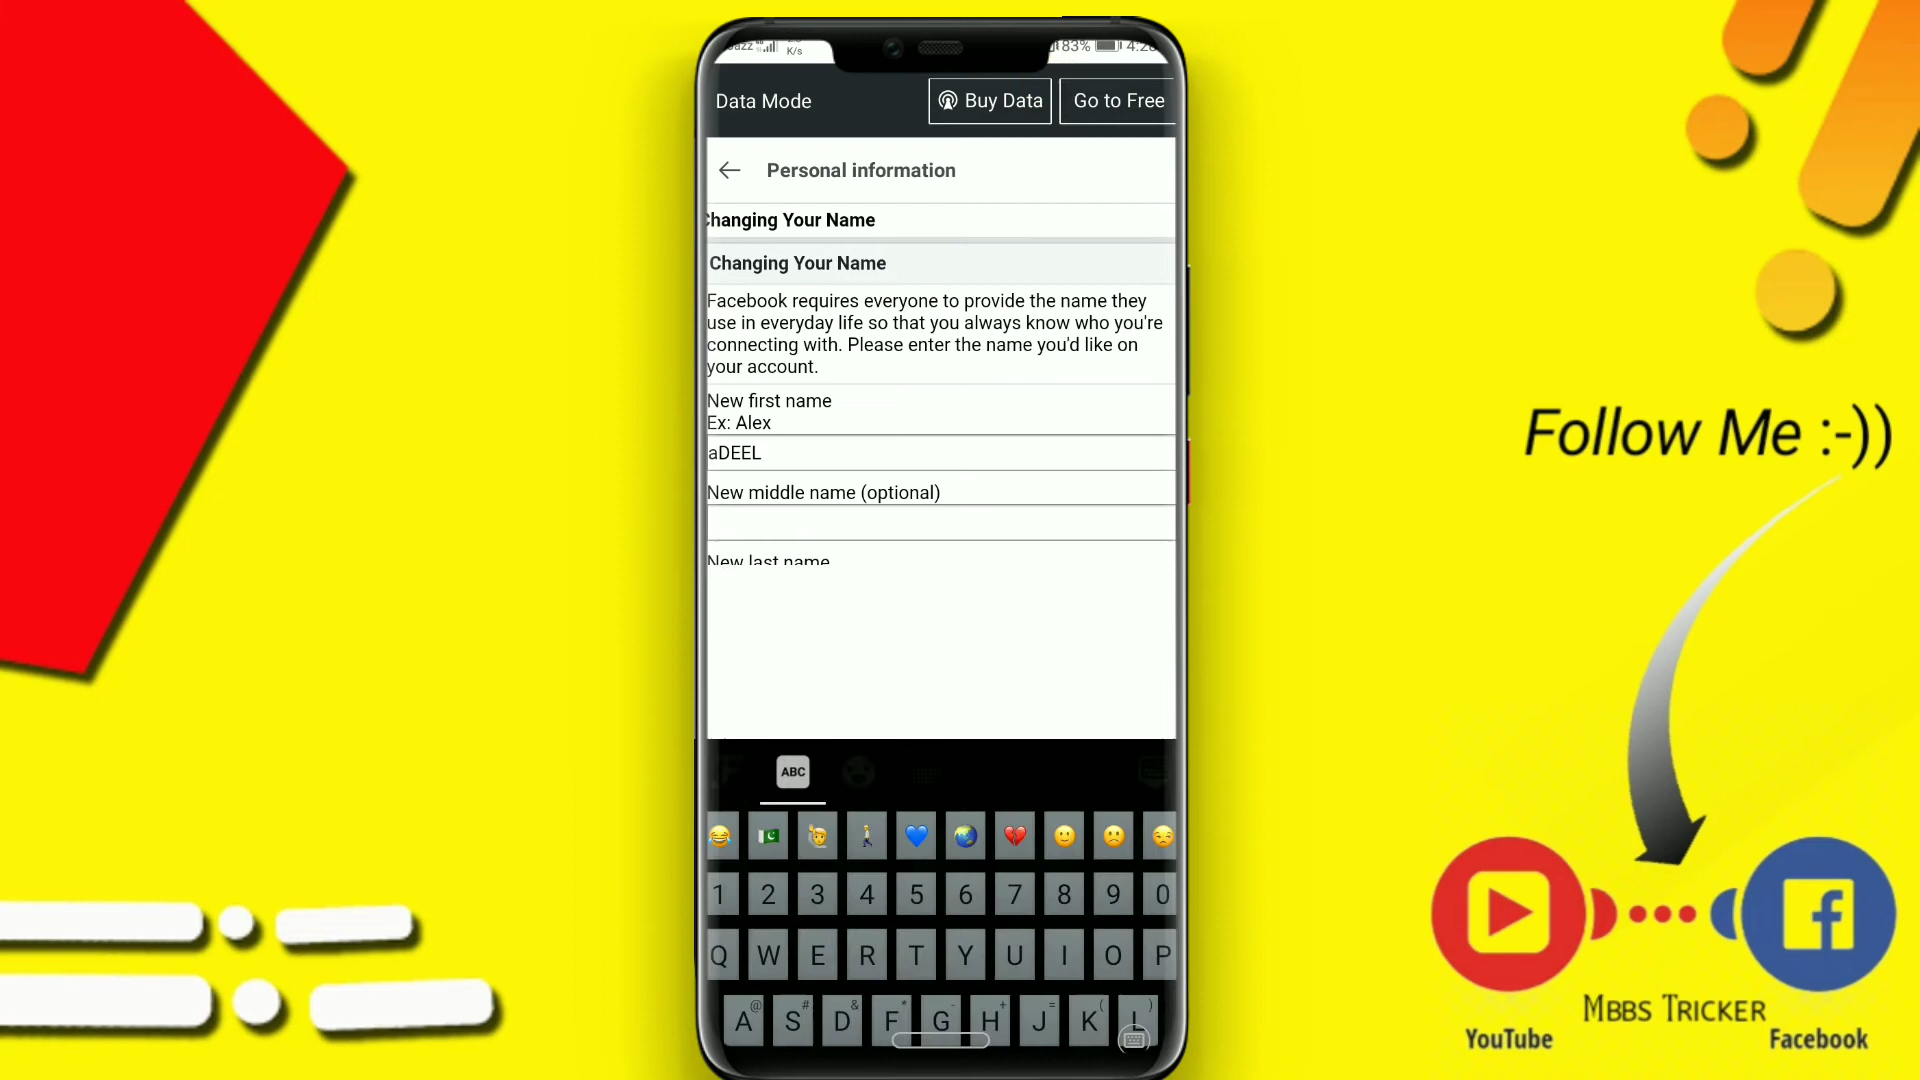 Jazz
K/s
83%
4:28
Data Mode
Buy Data
Go to Free
Personal information
Changing Your Name
Changing Your Name
Facebook requires everyone to provide the name they
use in everyday life so that you always know who you're
connecting with. Please enter the name you'd like on
your account.
New first name
Ex: Alex
aDEEL
New middle name (optional)
New last name
ABC
1 2 3 4 5 6 7 8 9 0
Q W E R T Y U I O P
@ # & * - + = ( )
A S D F G H J K L
Follow Me :-))
MBBS TRICKER
YouTube
Facebook